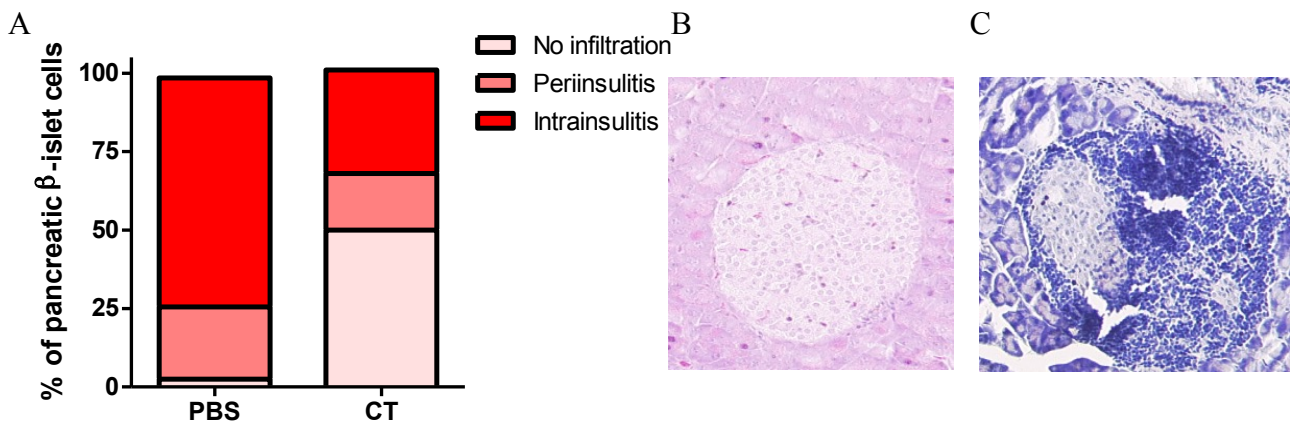 A
% of pancreatic β-islet cells
100
75
50
25
0
PBS
CT
No infiltration
Periinsulitis
Intrainsulitis
B
C